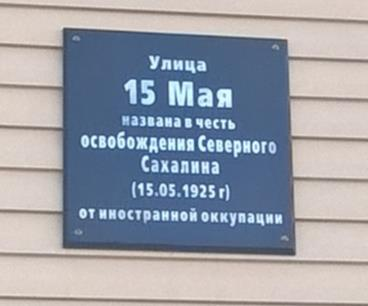 Улица
15 Мая
названа в честь
освобождения Северного
Сахалина
(15.05.1925 г)
от иностранной оккупации